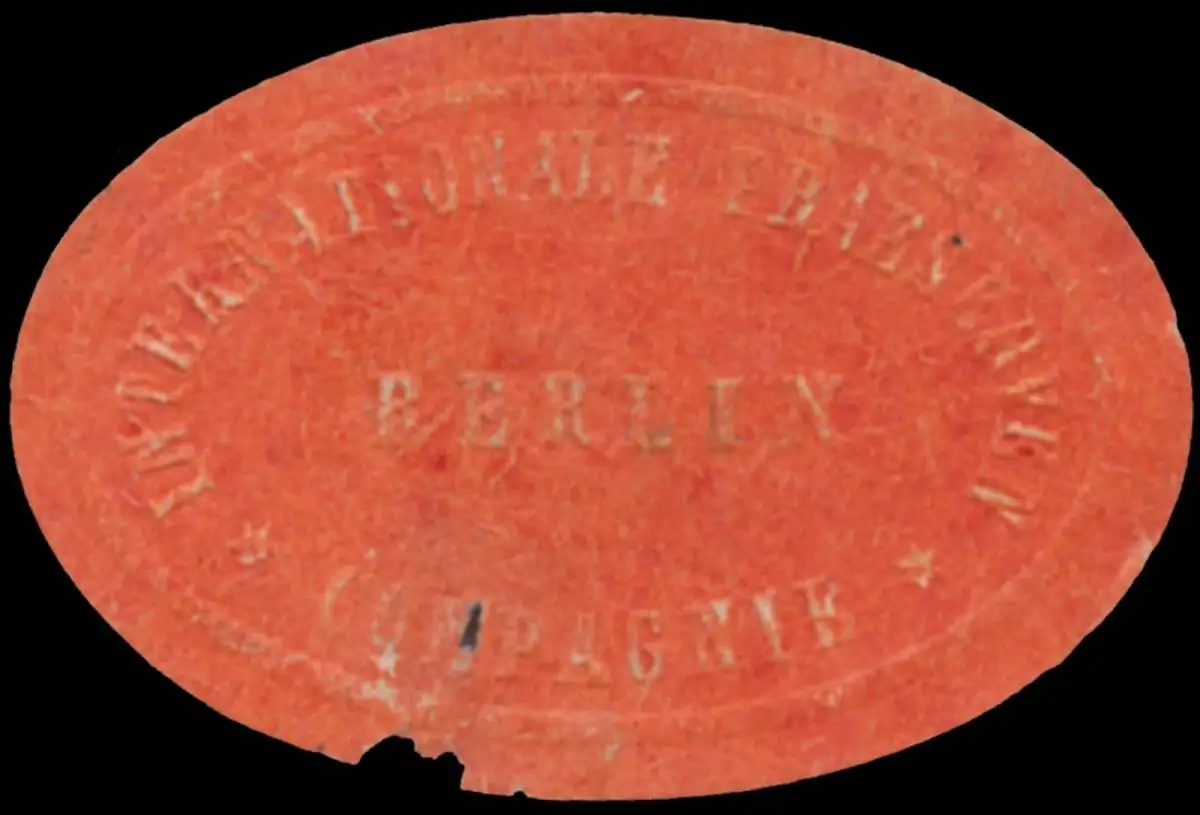 INTERNATIONALE
BERLIN
* COMPAGNIE *